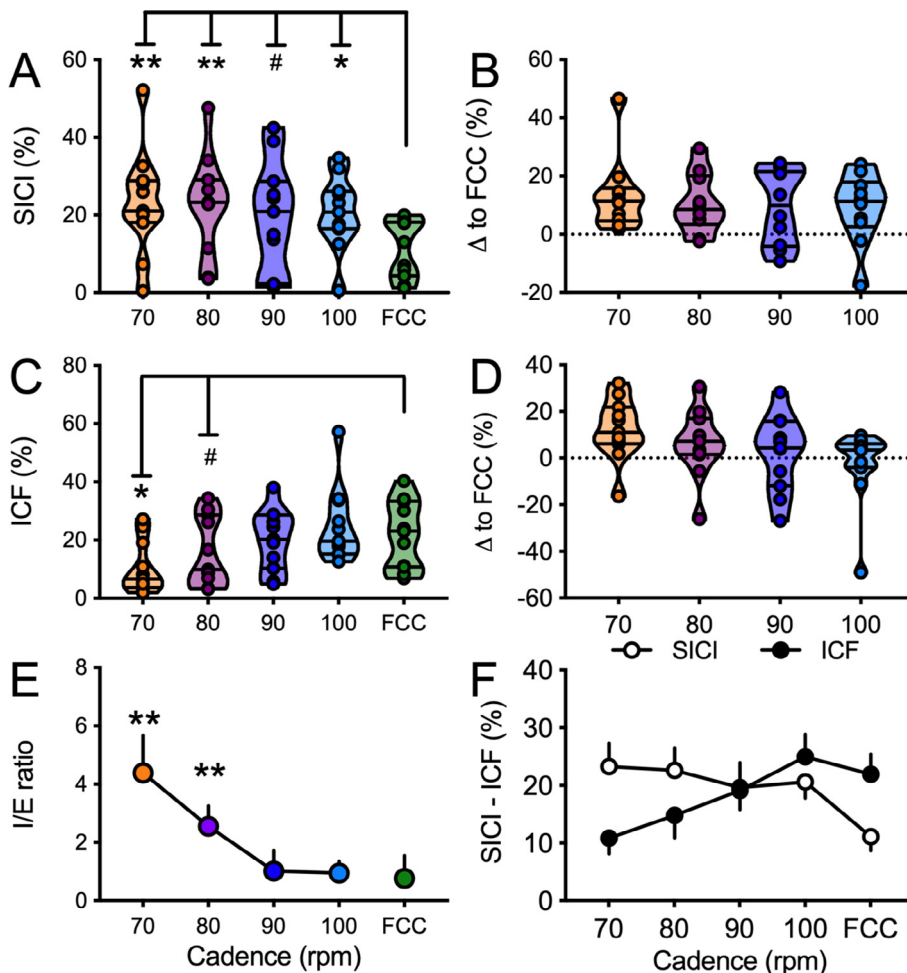 A
SICI (%)
60
40
20
0
** ** # *
70 80 90 100 FCC
B
Δ to FCC (%)
60
40
20
0
-20
70 80 90 100
C
ICF (%)
80
60
40
20
0
* #
70 80 90 100 FCC
D
Δ to FCC (%)
40
20
0
-20
-40
-60
70 80 90 100
E
I/E ratio
8
6
4
2
0
** **
70 80 90 100 FCC
Cadence (rpm)
SICI ICF
F
SICI - ICF (%)
40
30
20
10
0
70 80 90 100 FCC
Cadence (rpm)